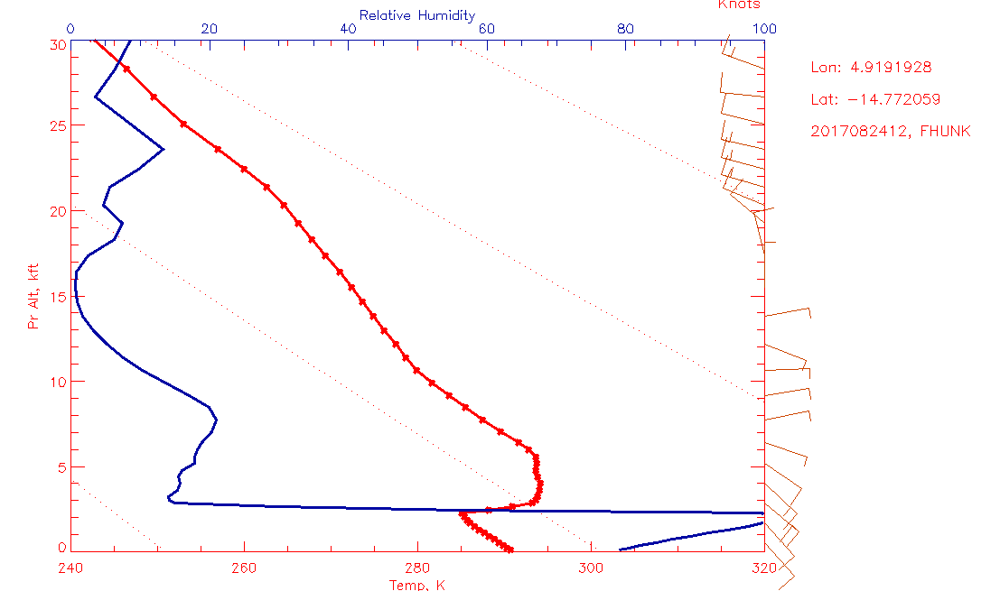 Knots
Relative Humidity
0 20 40 60 80 100
30
25
20
15
10
5
0
Pr Alt, kft
240 260 280 300 320
Temp, K
Lon: 4.9191928
Lat: -14.772059
2017082412, FHUNK